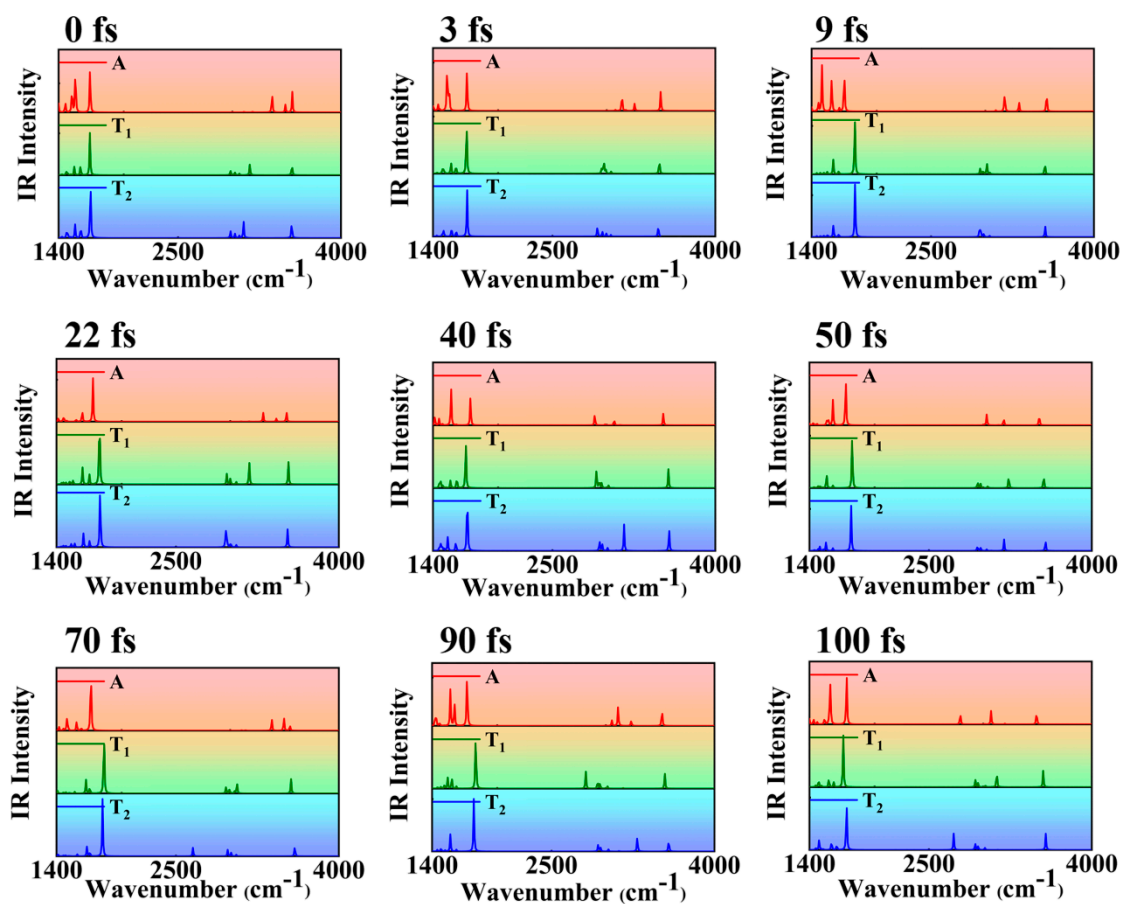 0 fs
3 fs
9 fs
IR Intensity
A
T1
T2
1400 2500 4000
Wavenumber (cm-1)
IR Intensity
A
T1
T2
1400 2500 4000
Wavenumber (cm-1)
IR Intensity
A
T1
T2
1400 2500 4000
Wavenumber (cm-1)
22 fs
40 fs
50 fs
IR Intensity
A
T1
T2
1400 2500 4000
Wavenumber (cm-1)
IR Intensity
A
T1
T2
1400 2500 4000
Wavenumber (cm-1)
IR Intensity
A
T1
T2
1400 2500 4000
Wavenumber (cm-1)
70 fs
90 fs
100 fs
IR Intensity
A
T1
T2
1400 2500 4000
Wavenumber (cm-1)
IR Intensity
A
T1
T2
1400 2500 4000
Wavenumber (cm-1)
IR Intensity
A
T1
T2
1400 2500 4000
Wavenumber (cm-1)